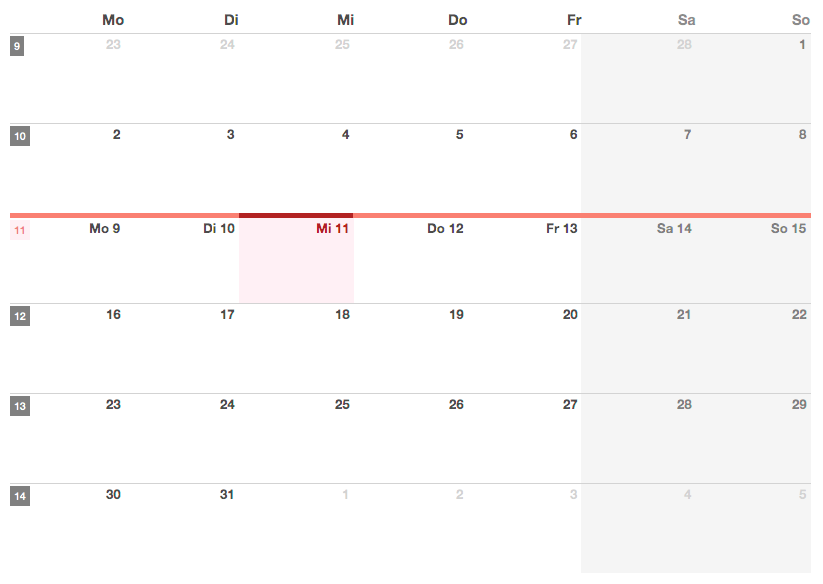 Mo Di Mi Do Fr Sa So
9 23 24 25 26 27 28 1
10 2 3 4 5 6 7 8
11 Mo 9 Di 10 Mi 11 Do 12 Fr 13 Sa 14 So 15
12 16 17 18 19 20 21 22
13 23 24 25 26 27 28 29
14 30 31 1 2 3 4 5